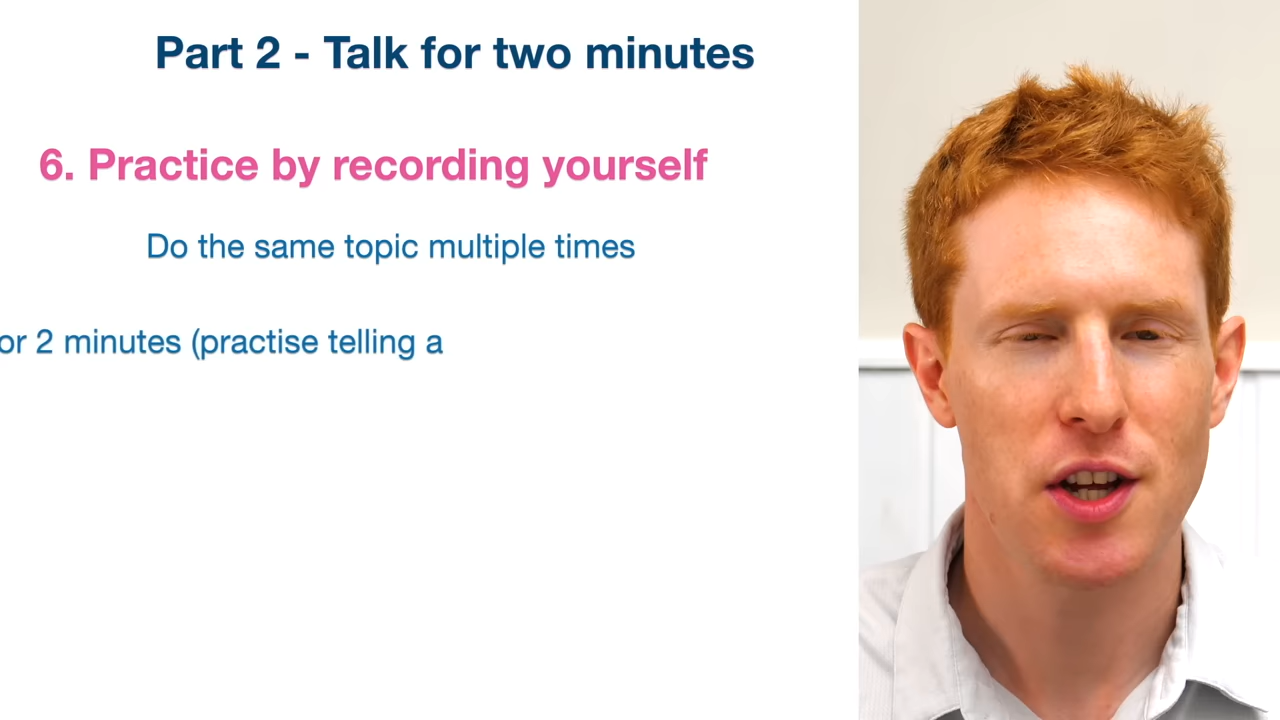 Part 2 - Talk for two minutes
6. Practice by recording yourself
Do the same topic multiple times
or 2 minutes (practise telling a